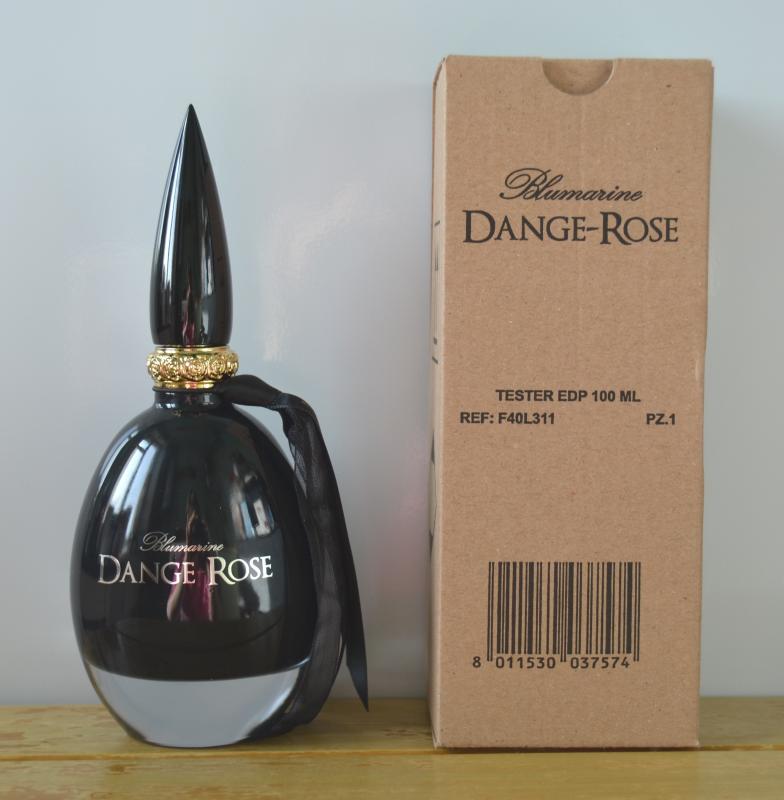 Blumarine
DANGE ROSE
Blumarine
DANGE-ROSE
TESTER EDP 100 ML
REF: F40L311 PZ.1
8 011530 037574